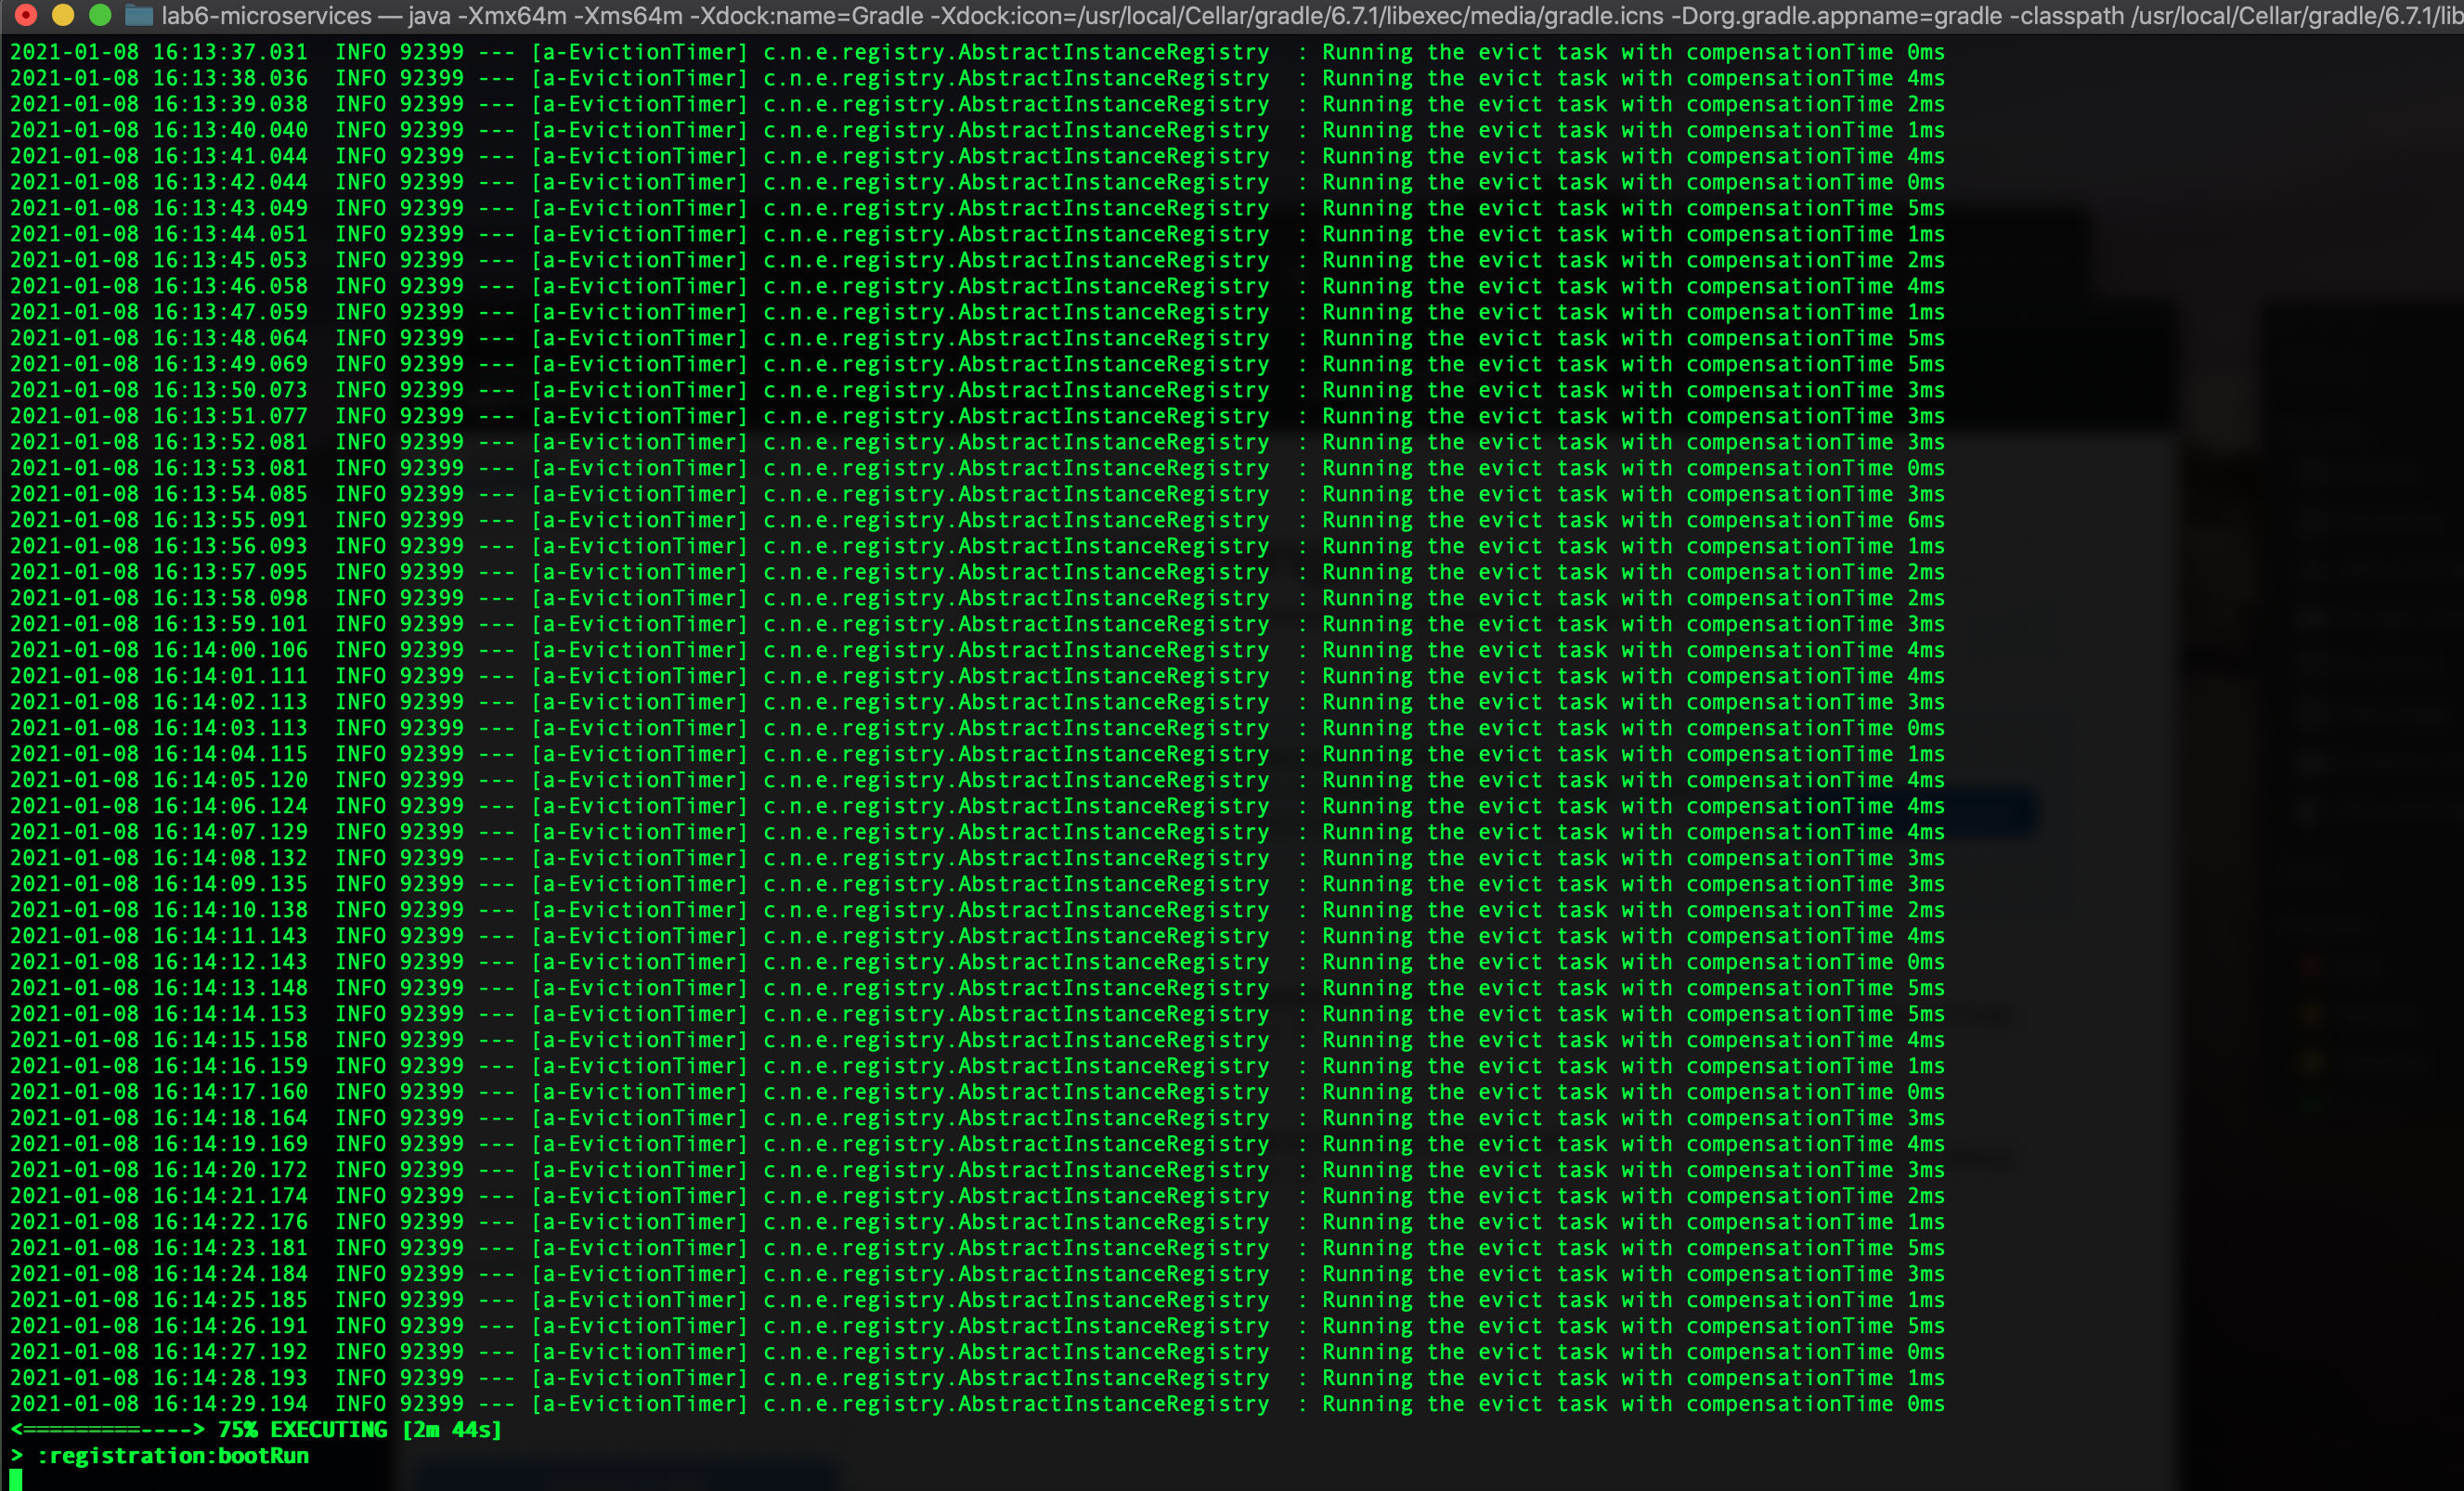 lab6-microservices — java -Xmx64m -Xms64m -Xdock:name=Gradle -Xdock:icon=/usr/local/Cellar/gradle/6.7.1/libexec/media/gradle.icns -Dorg.gradle.appname=gradle -classpath /usr/local/Cellar/gradle/6.7.1/lib
2021-01-08 16:13:37.031  INFO 92399 --- [a-EvictionTimer] c.n.e.registry.AbstractInstanceRegistry  : Running the evict task with compensationTime 0ms
2021-01-08 16:13:38.036  INFO 92399 --- [a-EvictionTimer] c.n.e.registry.AbstractInstanceRegistry  : Running the evict task with compensationTime 4ms
2021-01-08 16:13:39.038  INFO 92399 --- [a-EvictionTimer] c.n.e.registry.AbstractInstanceRegistry  : Running the evict task with compensationTime 2ms
2021-01-08 16:13:40.040  INFO 92399 --- [a-EvictionTimer] c.n.e.registry.AbstractInstanceRegistry  : Running the evict task with compensationTime 1ms
2021-01-08 16:13:41.044  INFO 92399 --- [a-EvictionTimer] c.n.e.registry.AbstractInstanceRegistry  : Running the evict task with compensationTime 4ms
2021-01-08 16:13:42.044  INFO 92399 --- [a-EvictionTimer] c.n.e.registry.AbstractInstanceRegistry  : Running the evict task with compensationTime 0ms
2021-01-08 16:13:43.049  INFO 92399 --- [a-EvictionTimer] c.n.e.registry.AbstractInstanceRegistry  : Running the evict task with compensationTime 5ms
2021-01-08 16:13:44.051  INFO 92399 --- [a-EvictionTimer] c.n.e.registry.AbstractInstanceRegistry  : Running the evict task with compensationTime 1ms
2021-01-08 16:13:45.053  INFO 92399 --- [a-EvictionTimer] c.n.e.registry.AbstractInstanceRegistry  : Running the evict task with compensationTime 2ms
2021-01-08 16:13:46.058  INFO 92399 --- [a-EvictionTimer] c.n.e.registry.AbstractInstanceRegistry  : Running the evict task with compensationTime 4ms
2021-01-08 16:13:47.059  INFO 92399 --- [a-EvictionTimer] c.n.e.registry.AbstractInstanceRegistry  : Running the evict task with compensationTime 1ms
2021-01-08 16:13:48.064  INFO 92399 --- [a-EvictionTimer] c.n.e.registry.AbstractInstanceRegistry  : Running the evict task with compensationTime 5ms
2021-01-08 16:13:49.069  INFO 92399 --- [a-EvictionTimer] c.n.e.registry.AbstractInstanceRegistry  : Running the evict task with compensationTime 5ms
2021-01-08 16:13:50.073  INFO 92399 --- [a-EvictionTimer] c.n.e.registry.AbstractInstanceRegistry  : Running the evict task with compensationTime 3ms
2021-01-08 16:13:51.077  INFO 92399 --- [a-EvictionTimer] c.n.e.registry.AbstractInstanceRegistry  : Running the evict task with compensationTime 3ms
2021-01-08 16:13:52.081  INFO 92399 --- [a-EvictionTimer] c.n.e.registry.AbstractInstanceRegistry  : Running the evict task with compensationTime 3ms
2021-01-08 16:13:53.081  INFO 92399 --- [a-EvictionTimer] c.n.e.registry.AbstractInstanceRegistry  : Running the evict task with compensationTime 0ms
2021-01-08 16:13:54.085  INFO 92399 --- [a-EvictionTimer] c.n.e.registry.AbstractInstanceRegistry  : Running the evict task with compensationTime 3ms
2021-01-08 16:13:55.091  INFO 92399 --- [a-EvictionTimer] c.n.e.registry.AbstractInstanceRegistry  : Running the evict task with compensationTime 6ms
2021-01-08 16:13:56.093  INFO 92399 --- [a-EvictionTimer] c.n.e.registry.AbstractInstanceRegistry  : Running the evict task with compensationTime 1ms
2021-01-08 16:13:57.095  INFO 92399 --- [a-EvictionTimer] c.n.e.registry.AbstractInstanceRegistry  : Running the evict task with compensationTime 2ms
2021-01-08 16:13:58.098  INFO 92399 --- [a-EvictionTimer] c.n.e.registry.AbstractInstanceRegistry  : Running the evict task with compensationTime 2ms
2021-01-08 16:13:59.101  INFO 92399 --- [a-EvictionTimer] c.n.e.registry.AbstractInstanceRegistry  : Running the evict task with compensationTime 3ms
2021-01-08 16:14:00.106  INFO 92399 --- [a-EvictionTimer] c.n.e.registry.AbstractInstanceRegistry  : Running the evict task with compensationTime 4ms
2021-01-08 16:14:01.111  INFO 92399 --- [a-EvictionTimer] c.n.e.registry.AbstractInstanceRegistry  : Running the evict task with compensationTime 4ms
2021-01-08 16:14:02.113  INFO 92399 --- [a-EvictionTimer] c.n.e.registry.AbstractInstanceRegistry  : Running the evict task with compensationTime 3ms
2021-01-08 16:14:03.113  INFO 92399 --- [a-EvictionTimer] c.n.e.registry.AbstractInstanceRegistry  : Running the evict task with compensationTime 0ms
2021-01-08 16:14:04.115  INFO 92399 --- [a-EvictionTimer] c.n.e.registry.AbstractInstanceRegistry  : Running the evict task with compensationTime 1ms
2021-01-08 16:14:05.120  INFO 92399 --- [a-EvictionTimer] c.n.e.registry.AbstractInstanceRegistry  : Running the evict task with compensationTime 4ms
2021-01-08 16:14:06.124  INFO 92399 --- [a-EvictionTimer] c.n.e.registry.AbstractInstanceRegistry  : Running the evict task with compensationTime 4ms
2021-01-08 16:14:07.129  INFO 92399 --- [a-EvictionTimer] c.n.e.registry.AbstractInstanceRegistry  : Running the evict task with compensationTime 4ms
2021-01-08 16:14:08.132  INFO 92399 --- [a-EvictionTimer] c.n.e.registry.AbstractInstanceRegistry  : Running the evict task with compensationTime 3ms
2021-01-08 16:14:09.135  INFO 92399 --- [a-EvictionTimer] c.n.e.registry.AbstractInstanceRegistry  : Running the evict task with compensationTime 3ms
2021-01-08 16:14:10.138  INFO 92399 --- [a-EvictionTimer] c.n.e.registry.AbstractInstanceRegistry  : Running the evict task with compensationTime 2ms
2021-01-08 16:14:11.143  INFO 92399 --- [a-EvictionTimer] c.n.e.registry.AbstractInstanceRegistry  : Running the evict task with compensationTime 4ms
2021-01-08 16:14:12.143  INFO 92399 --- [a-EvictionTimer] c.n.e.registry.AbstractInstanceRegistry  : Running the evict task with compensationTime 0ms
2021-01-08 16:14:13.148  INFO 92399 --- [a-EvictionTimer] c.n.e.registry.AbstractInstanceRegistry  : Running the evict task with compensationTime 5ms
2021-01-08 16:14:14.153  INFO 92399 --- [a-EvictionTimer] c.n.e.registry.AbstractInstanceRegistry  : Running the evict task with compensationTime 5ms
2021-01-08 16:14:15.158  INFO 92399 --- [a-EvictionTimer] c.n.e.registry.AbstractInstanceRegistry  : Running the evict task with compensationTime 4ms
2021-01-08 16:14:16.159  INFO 92399 --- [a-EvictionTimer] c.n.e.registry.AbstractInstanceRegistry  : Running the evict task with compensationTime 1ms
2021-01-08 16:14:17.160  INFO 92399 --- [a-EvictionTimer] c.n.e.registry.AbstractInstanceRegistry  : Running the evict task with compensationTime 0ms
2021-01-08 16:14:18.164  INFO 92399 --- [a-EvictionTimer] c.n.e.registry.AbstractInstanceRegistry  : Running the evict task with compensationTime 3ms
2021-01-08 16:14:19.169  INFO 92399 --- [a-EvictionTimer] c.n.e.registry.AbstractInstanceRegistry  : Running the evict task with compensationTime 4ms
2021-01-08 16:14:20.172  INFO 92399 --- [a-EvictionTimer] c.n.e.registry.AbstractInstanceRegistry  : Running the evict task with compensationTime 3ms
2021-01-08 16:14:21.174  INFO 92399 --- [a-EvictionTimer] c.n.e.registry.AbstractInstanceRegistry  : Running the evict task with compensationTime 2ms
2021-01-08 16:14:22.176  INFO 92399 --- [a-EvictionTimer] c.n.e.registry.AbstractInstanceRegistry  : Running the evict task with compensationTime 1ms
2021-01-08 16:14:23.181  INFO 92399 --- [a-EvictionTimer] c.n.e.registry.AbstractInstanceRegistry  : Running the evict task with compensationTime 5ms
2021-01-08 16:14:24.184  INFO 92399 --- [a-EvictionTimer] c.n.e.registry.AbstractInstanceRegistry  : Running the evict task with compensationTime 3ms
2021-01-08 16:14:25.185  INFO 92399 --- [a-EvictionTimer] c.n.e.registry.AbstractInstanceRegistry  : Running the evict task with compensationTime 1ms
2021-01-08 16:14:26.191  INFO 92399 --- [a-EvictionTimer] c.n.e.registry.AbstractInstanceRegistry  : Running the evict task with compensationTime 5ms
2021-01-08 16:14:27.192  INFO 92399 --- [a-EvictionTimer] c.n.e.registry.AbstractInstanceRegistry  : Running the evict task with compensationTime 0ms
2021-01-08 16:14:28.193  INFO 92399 --- [a-EvictionTimer] c.n.e.registry.AbstractInstanceRegistry  : Running the evict task with compensationTime 1ms
2021-01-08 16:14:29.194  INFO 92399 --- [a-EvictionTimer] c.n.e.registry.AbstractInstanceRegistry  : Running the evict task with compensationTime 0ms
<=========----> 75% EXECUTING [2m 44s]
> :registration:bootRun